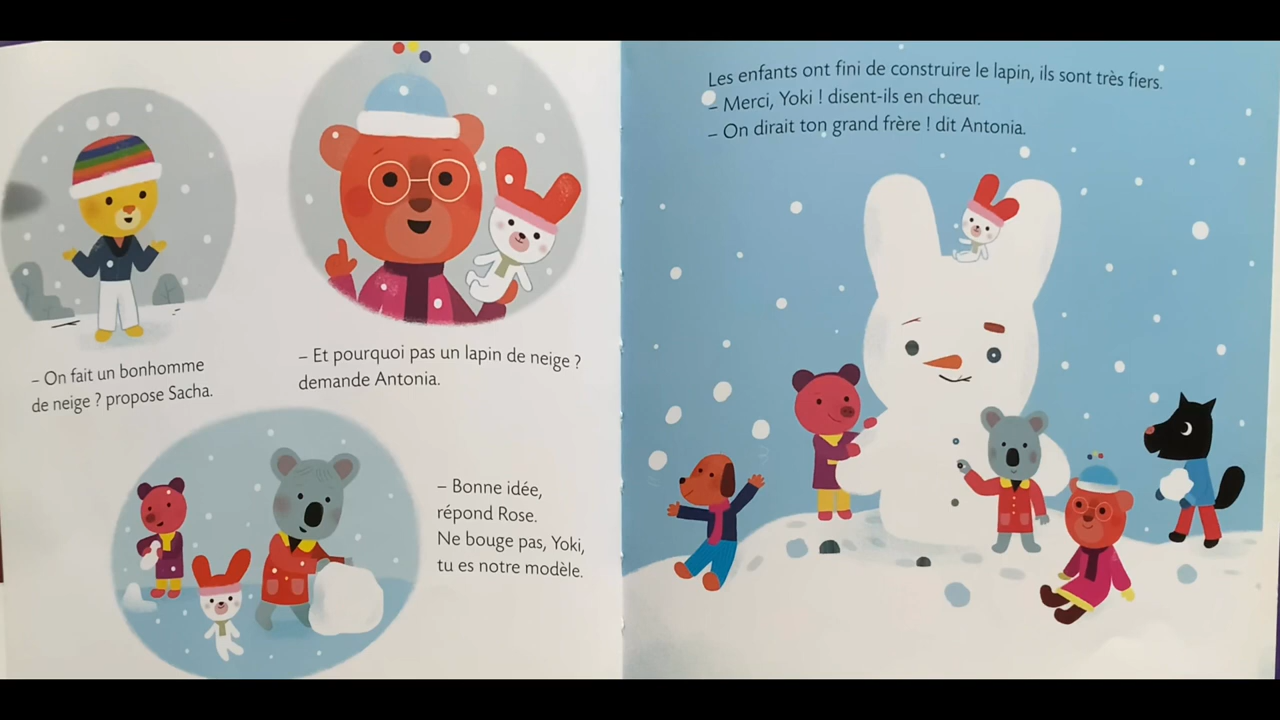 – On fait un bonhomme
de neige ? propose Sacha.
– Et pourquoi pas un lapin de neige ?
demande Antonia.
– Bonne idée,
répond Rose.
Ne bouge pas, Yoki,
tu es notre modèle.
Les enfants ont fini de construire le lapin, ils sont très fiers.
– Merci, Yoki ! disent-ils en chœur.
– On dirait ton grand frère ! dit Antonia.